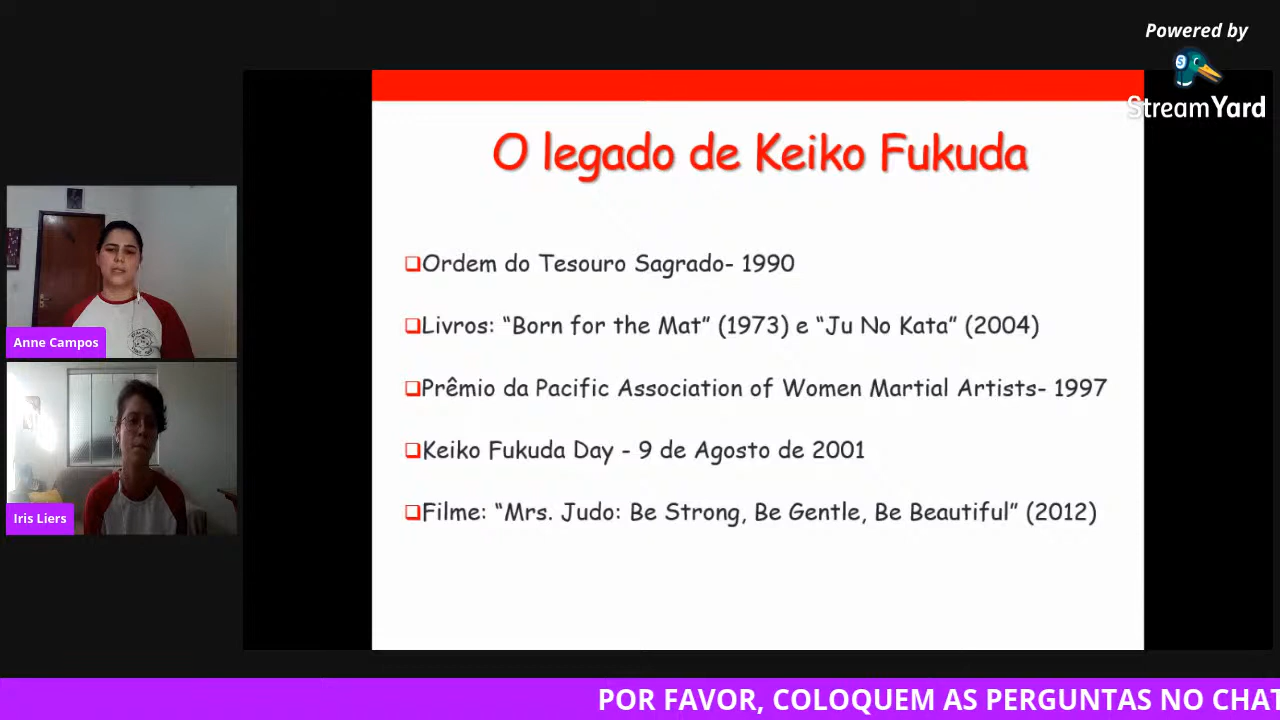 Powered by
StreamYard
O legado de Keiko Fukuda
Ordem do Tesouro Sagrado- 1990
Livros: “Born for the Mat” (1973) e “Ju No Kata” (2004)
Prêmio da Pacific Association of Women Martial Artists- 1997
Keiko Fukuda Day - 9 de Agosto de 2001
Filme: “Mrs. Judo: Be Strong, Be Gentle, Be Beautiful” (2012)
Anne Campos
Iris Liers
POR FAVOR, COLOQUEM AS PERGUNTAS NO CHAT